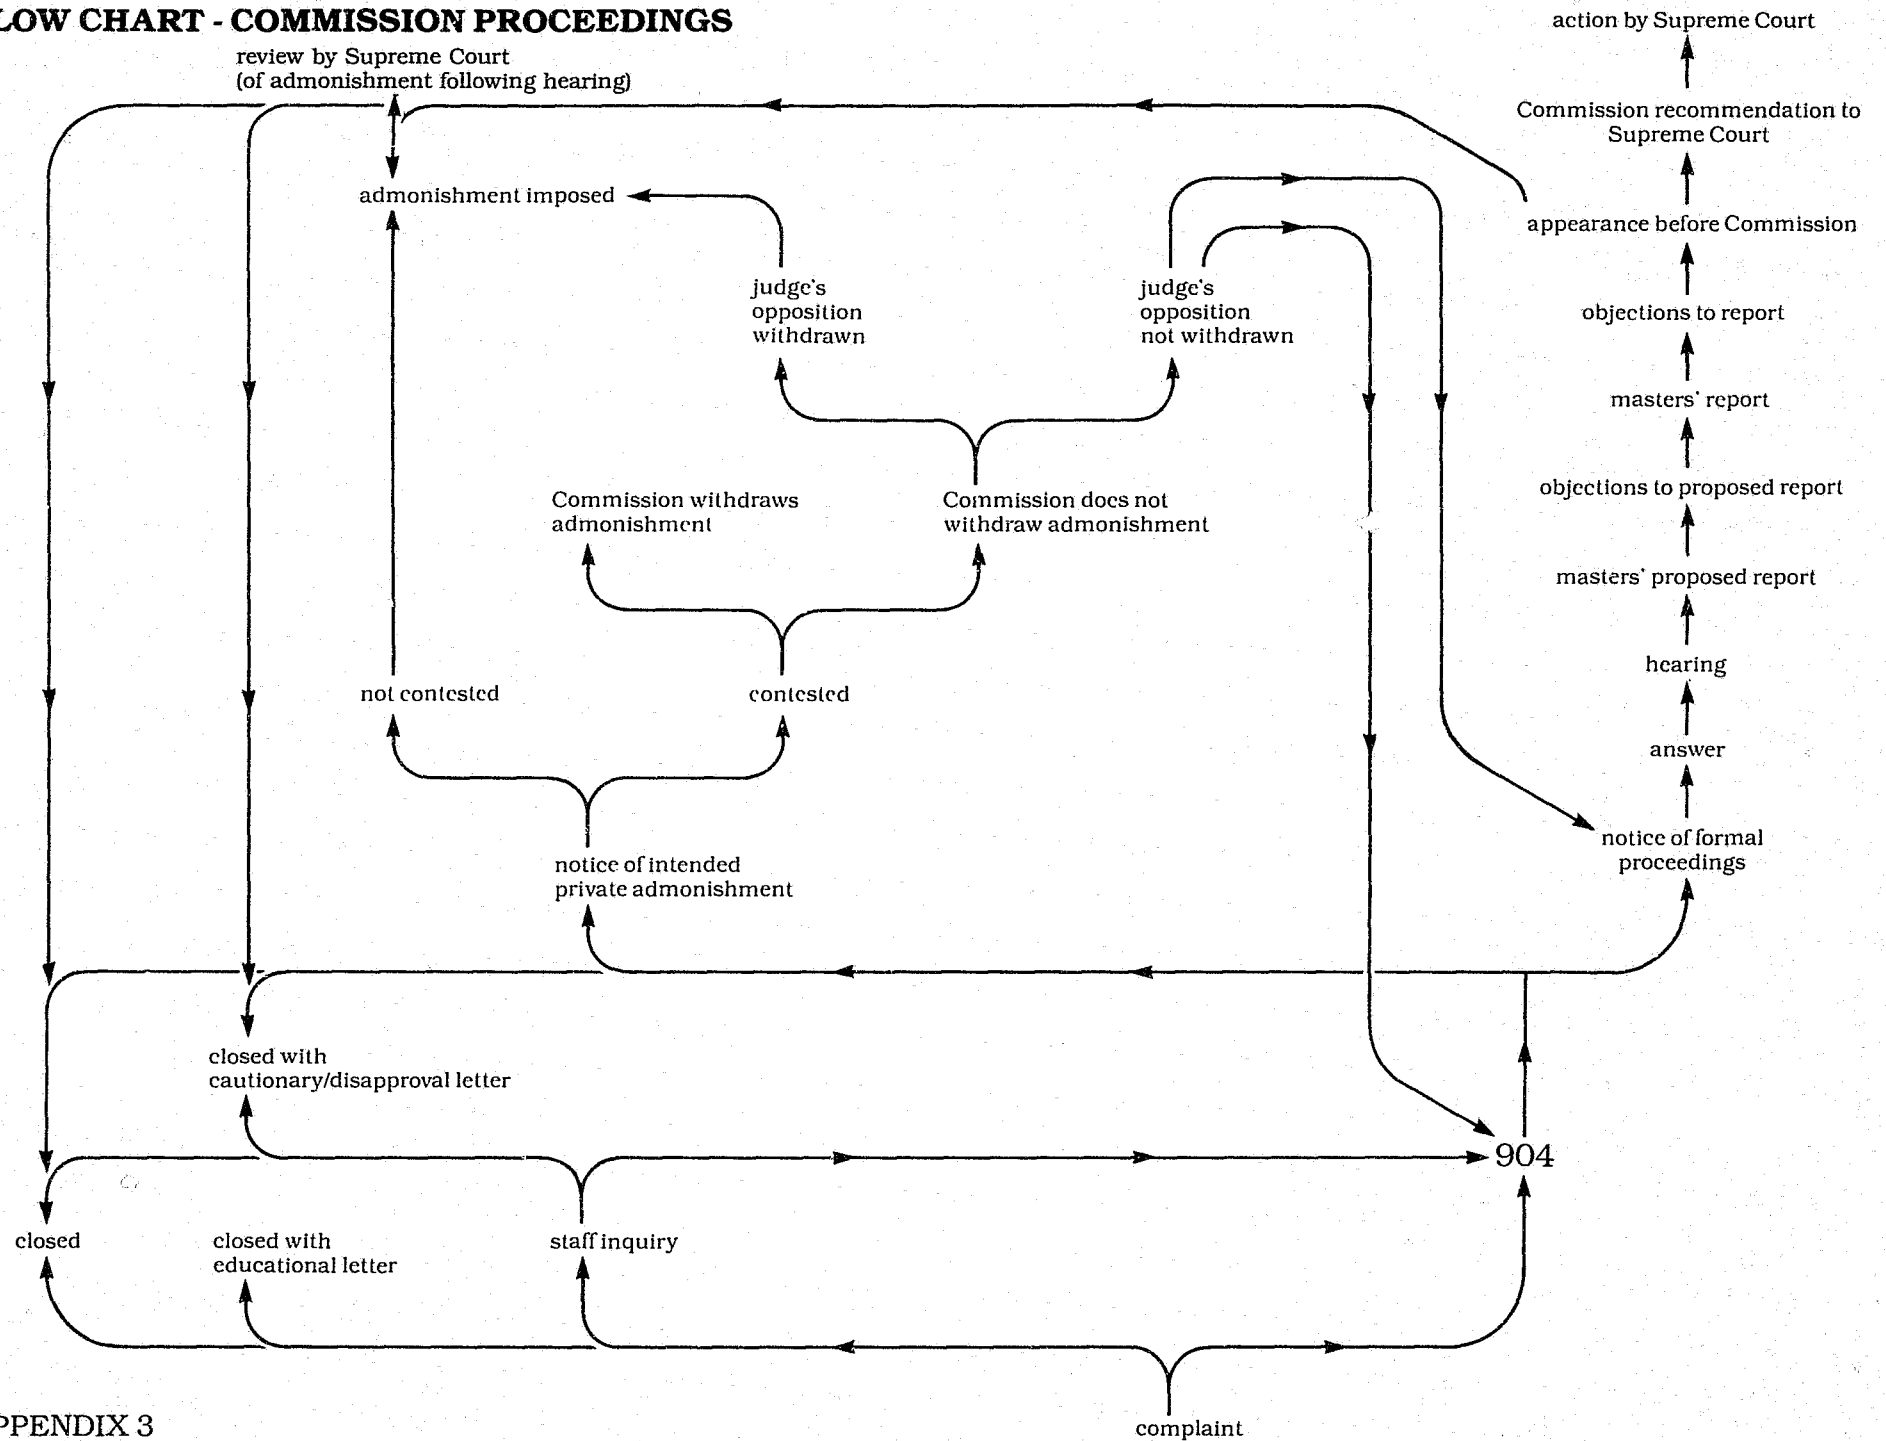 LOW CHART - COMMISSION PROCEEDINGS
review by Supreme Court
(of admonishment following hearing)
action by Supreme Court
Commission recommendation to
Supreme Court
admonishment imposed
appearance before Commission
judge's
opposition
withdrawn
judge's
opposition
not withdrawn
objections to report
masters' report
Commission withdraws
admonishment
Commission does not
withdraw admonishment
objections to proposed report
masters' proposed report
hearing
not contested
contested
answer
notice of intended
private admonishment
notice of formal
proceedings
closed with
cautionary/disapproval letter
904
closed
closed with
educational letter
staff inquiry
complaint
PPENDIX 3